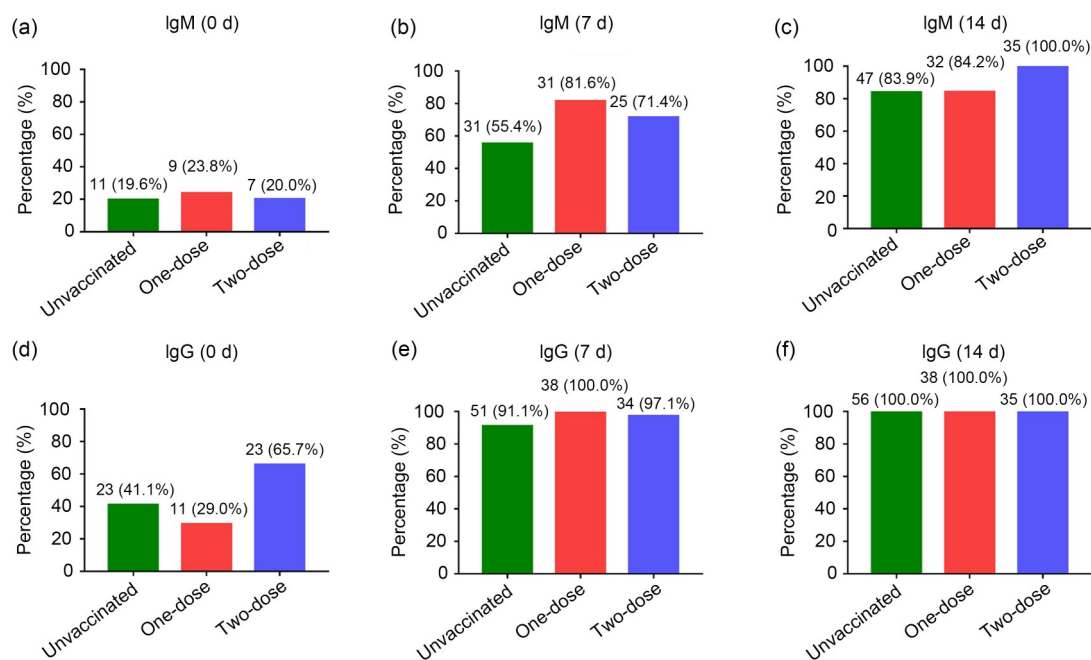 (a)
IgM (0 d)
Percentage (%)
100
80
60
40
20
0
11 (19.6%)
9 (23.8%)
7 (20.0%)
Unvaccinated
One-dose
Two-dose
(b)
IgM (7 d)
Percentage (%)
100
80
60
40
20
0
31 (55.4%)
31 (81.6%)
25 (71.4%)
Unvaccinated
One-dose
Two-dose
(c)
IgM (14 d)
Percentage (%)
100
80
60
40
20
0
47 (83.9%)
32 (84.2%)
35 (100.0%)
Unvaccinated
One-dose
Two-dose
(d)
IgG (0 d)
Percentage (%)
100
80
60
40
20
0
23 (41.1%)
11 (29.0%)
23 (65.7%)
Unvaccinated
One-dose
Two-dose
(e)
IgG (7 d)
Percentage (%)
100
80
60
40
20
0
51 (91.1%)
38 (100.0%)
34 (97.1%)
Unvaccinated
One-dose
Two-dose
(f)
IgG (14 d)
Percentage (%)
100
80
60
40
20
0
56 (100.0%)
38 (100.0%)
35 (100.0%)
Unvaccinated
One-dose
Two-dose